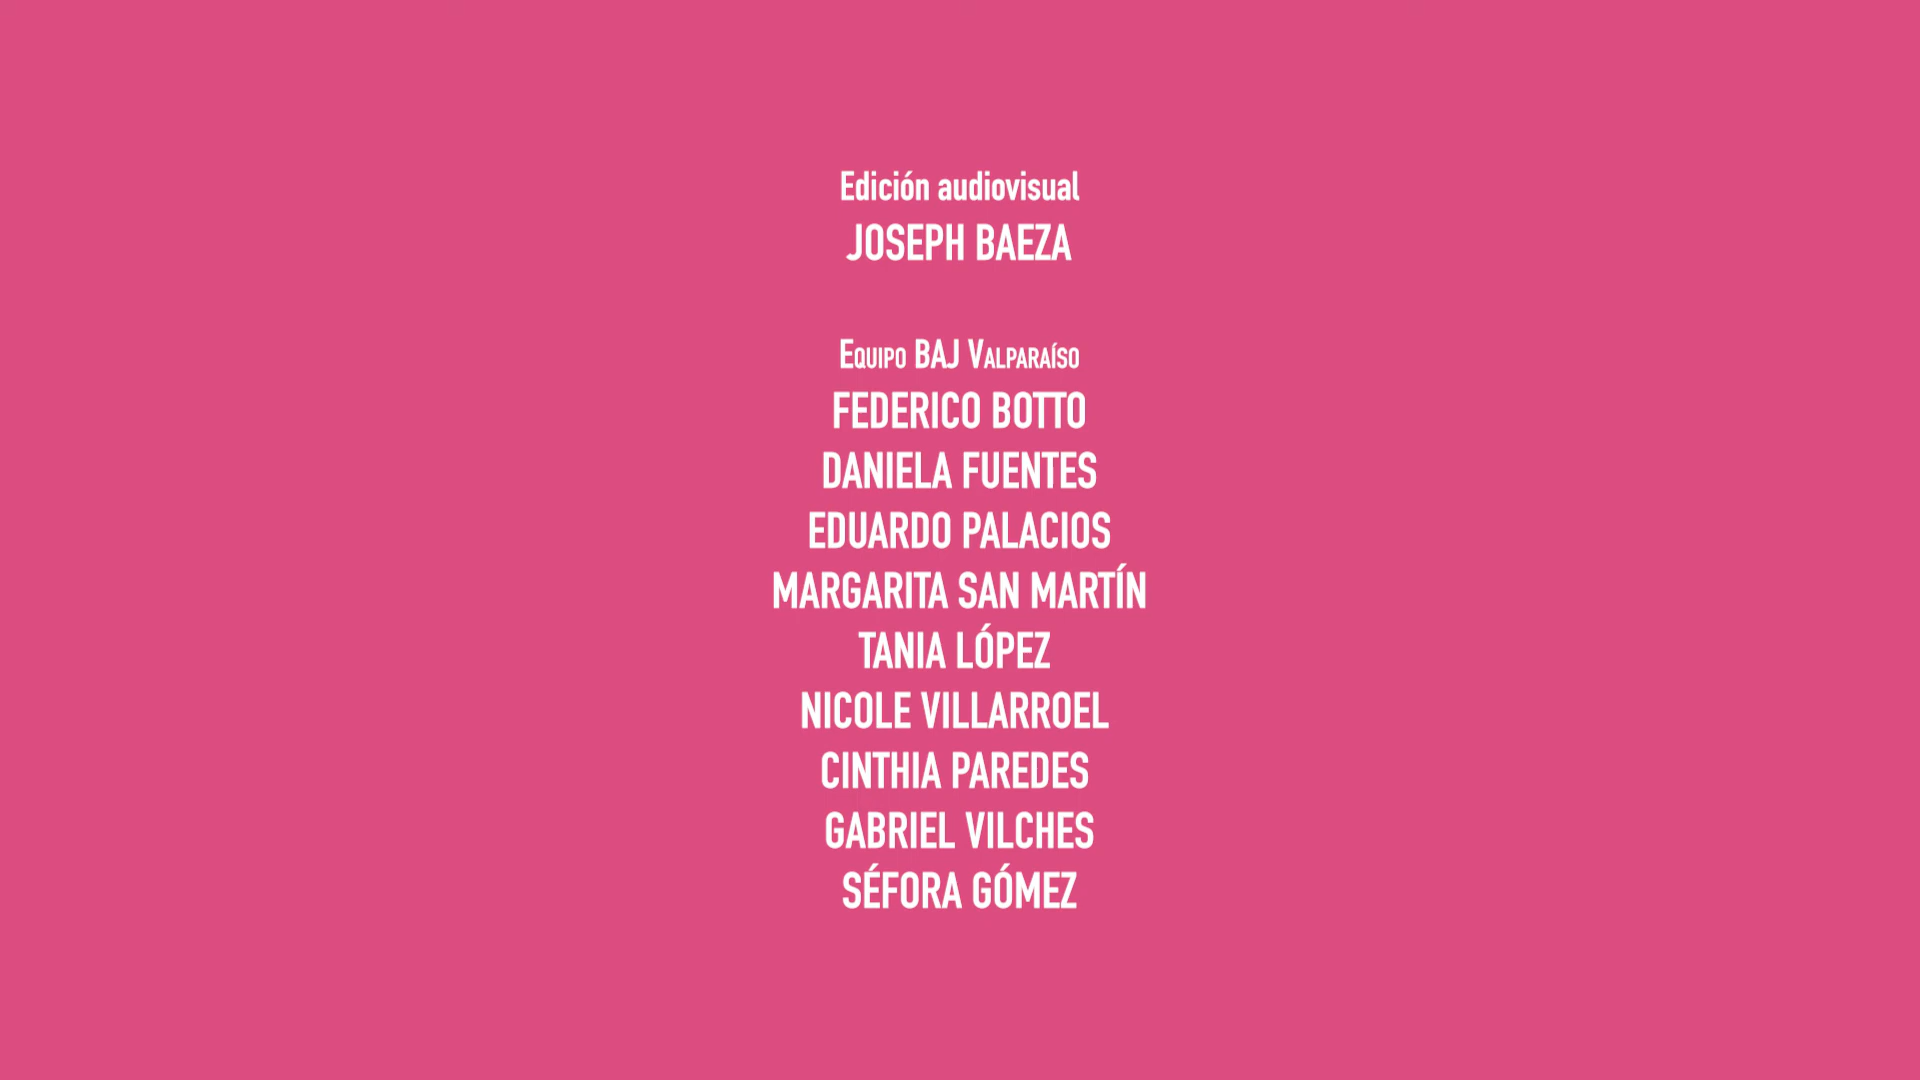 Edición audiovisual
JOSEPH BAEZA
Equipo BAJ Valparaíso
FEDERICO BOTTO
DANIELA FUENTES
EDUARDO PALACIOS
MARGARITA SAN MARTÍN
TANIA LÓPEZ
NICOLE VILLARROEL
CINTHIA PAREDES
GABRIEL VILCHES
SÉFORA GÓMEZ